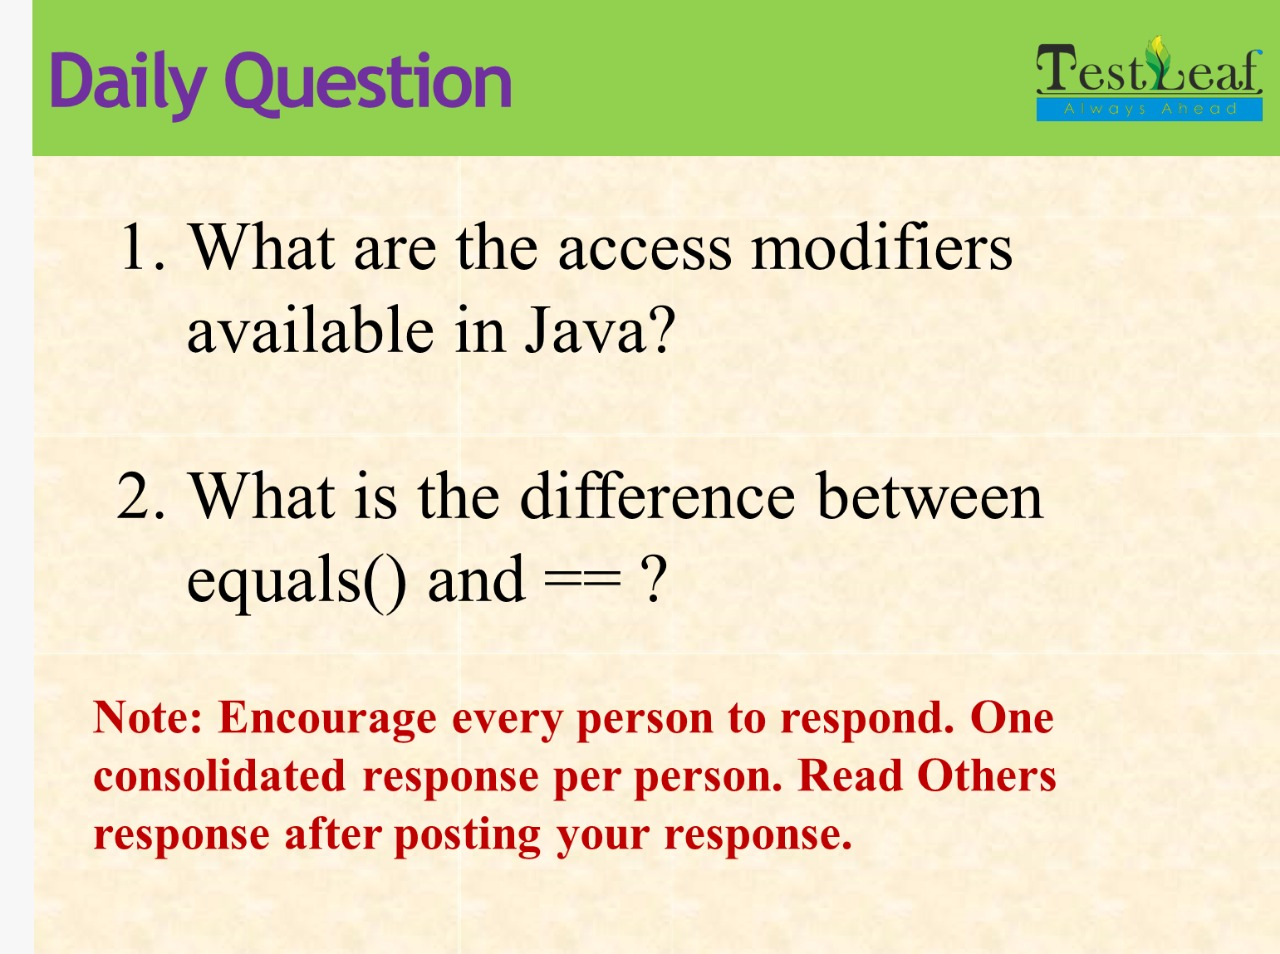 Daily Question
TestLeaf
Always Ahead
1. What are the access modifiers
available in Java?
2. What is the difference between
equals() and == ?
Note: Encourage every person to respond. One
consolidated response per person. Read Others
response after posting your response.